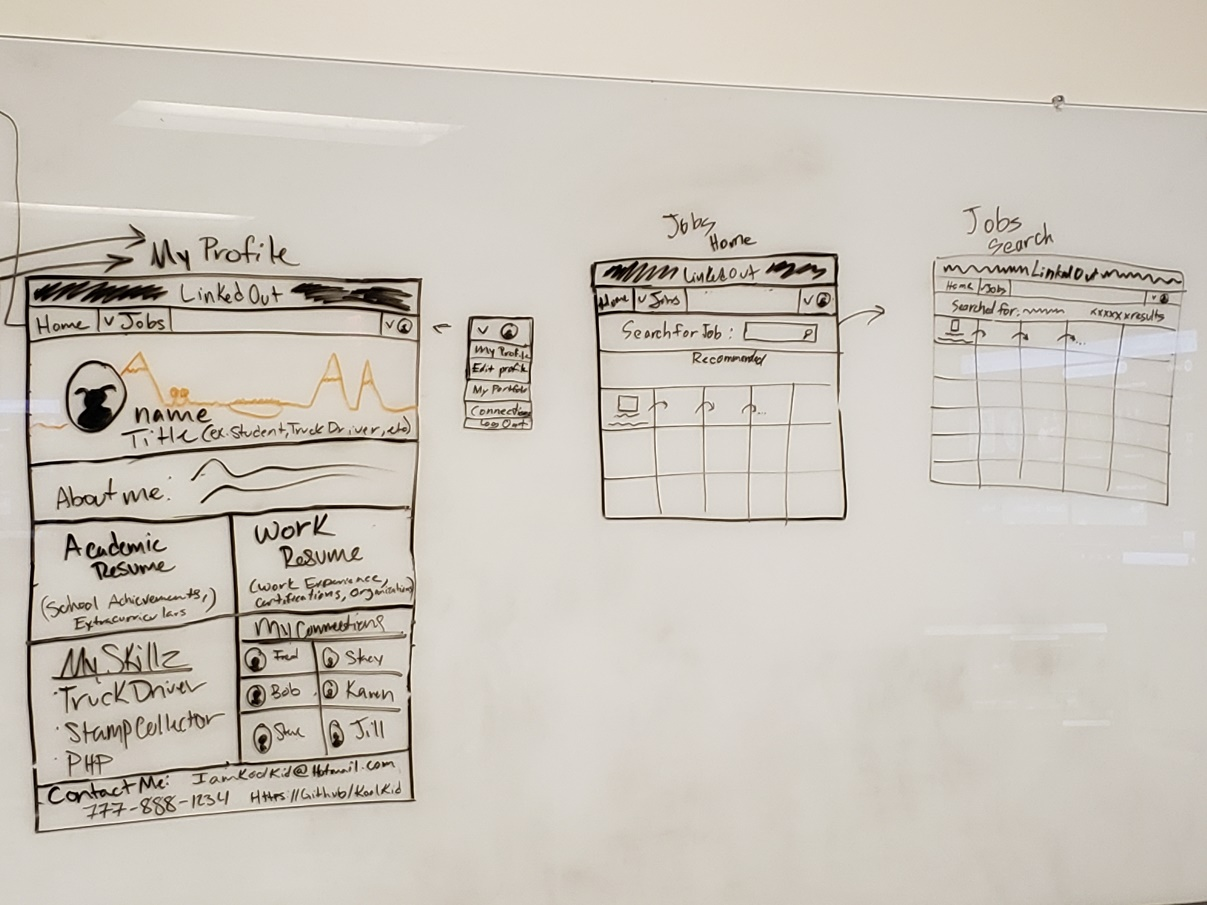 My Profile
LinkedOut
Home
v Jobs
v
name
Title (ex. Student, Truck Driver, etc)
About me:
Academic
Resume
(School Achievements,)
Extracurriculars
Work
Resume
(Work Experience,
Certifications, Organizations)
My Skillz
· Truck Driver
· Stamp Collector
· PHP
My Connections
Fred
Stacy
Bob
Karen
Steve
Jill
Contact Me:
IamKoolKid@Hotmail.com
777-888-1234
Https://Github/KoolKid
v
My Profile
Edit profile
My Portfolio
Connections
Log Out
Jobs
Home
LinkedOut
Home
v Jobs
v
Search for Job:
Recommended
Jobs
Search
LinkedOut
Home
Jobs
v
Searched for:
xxxxxx results